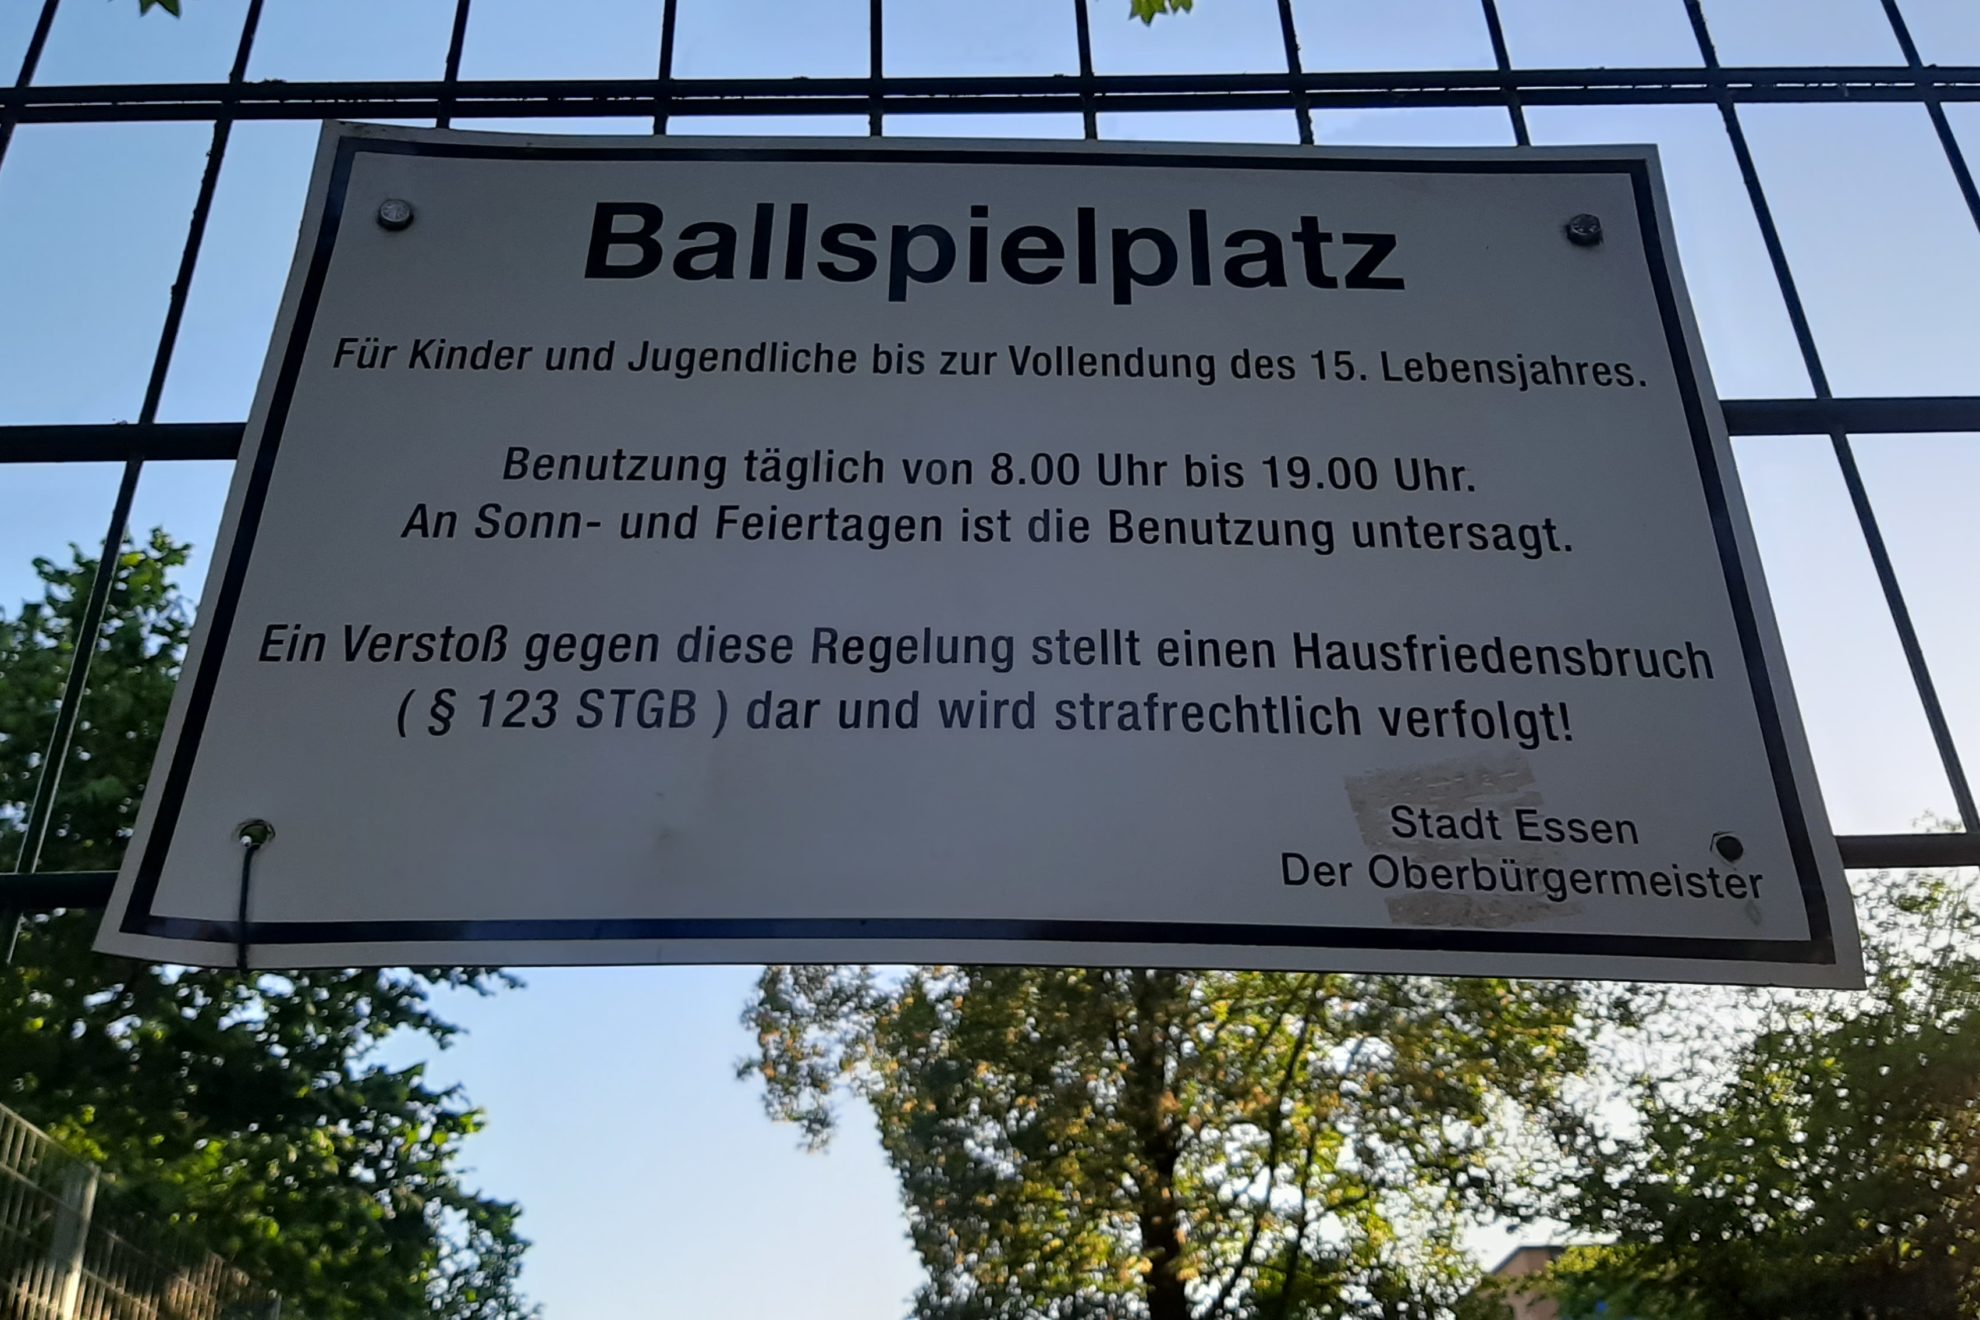 Ballspielplatz
Für Kinder und Jugendliche bis zur Vollendung des 15. Lebensjahres.
Benutzung täglich von 8.00 Uhr bis 19.00 Uhr.
An Sonn- und Feiertagen ist die Benutzung untersagt.
Ein Verstoß gegen diese Regelung stellt einen Hausfriedensbruch
( § 123 STGB ) dar und wird strafrechtlich verfolgt!
Stadt Essen
Der Oberbürgermeister